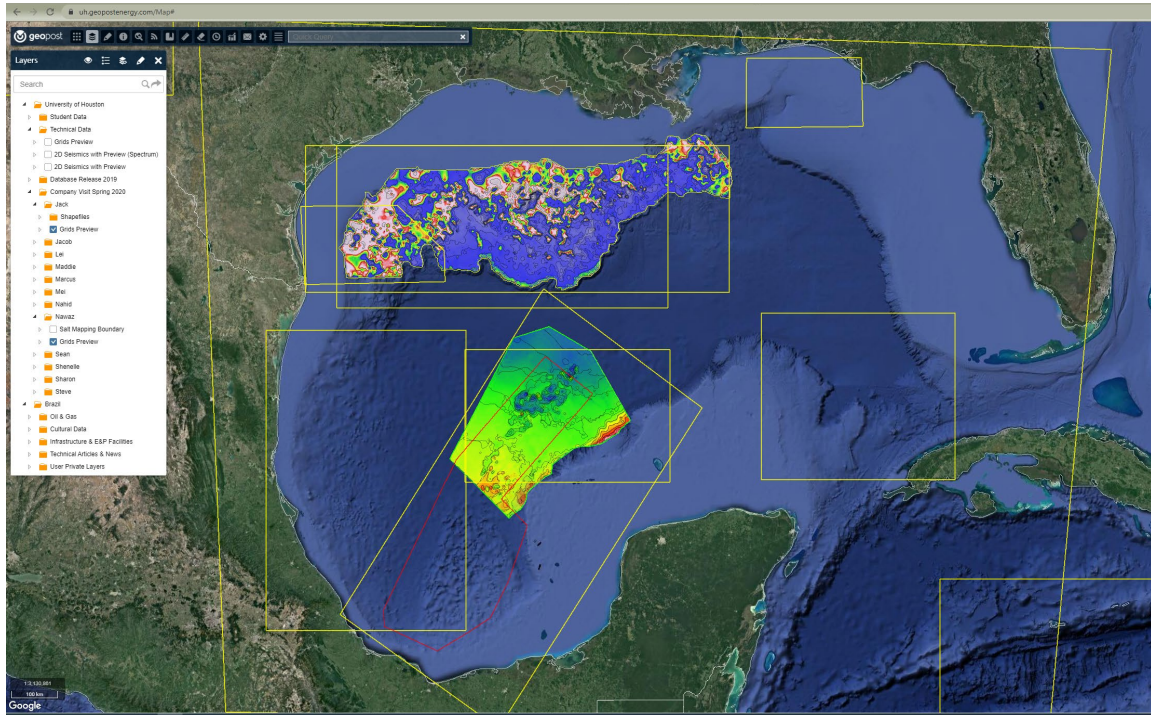 uh.geopostenergy.com/Map#
geopost
Quick Query
Layers
Search
University of Houston
Student Data
Technical Data
Grids Preview
2D Seismics with Preview (Spectrum)
2D Seismics with Preview
Database Release 2019
Company Visit Spring 2020
Jack
Shapefiles
Grids Preview
Jacob
Lei
Maddie
Marcus
Mei
Nahid
Nawaz
Salt Mapping Boundary
Grids Preview
Sean
Shenelle
Sharon
Steve
Brazil
Oil & Gas
Cultural Data
Infrastructure & E&P Facilities
Technical Articles & News
User Private Layers
100 km
Google